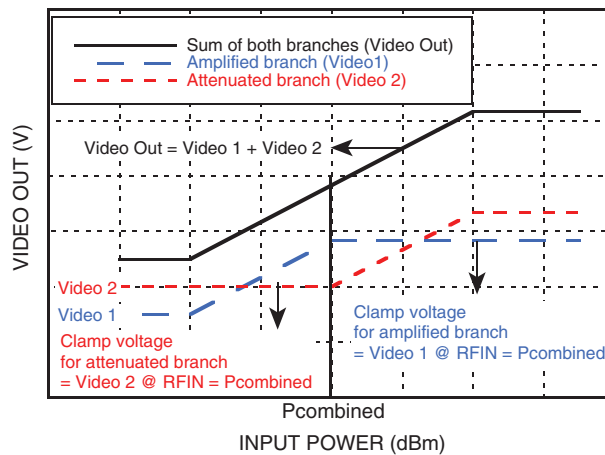 Sum of both branches (Video Out)
Amplified branch (Video1)
Attenuated branch (Video 2)
Video Out = Video 1 + Video 2
VIDEO OUT (V)
Video 2
Video 1
Clamp voltage
for attenuated branch
= Video 2 @ RFIN = Pcombined
Clamp voltage
for amplified branch
= Video 1 @ RFIN = Pcombined
Pcombined
INPUT POWER (dBm)